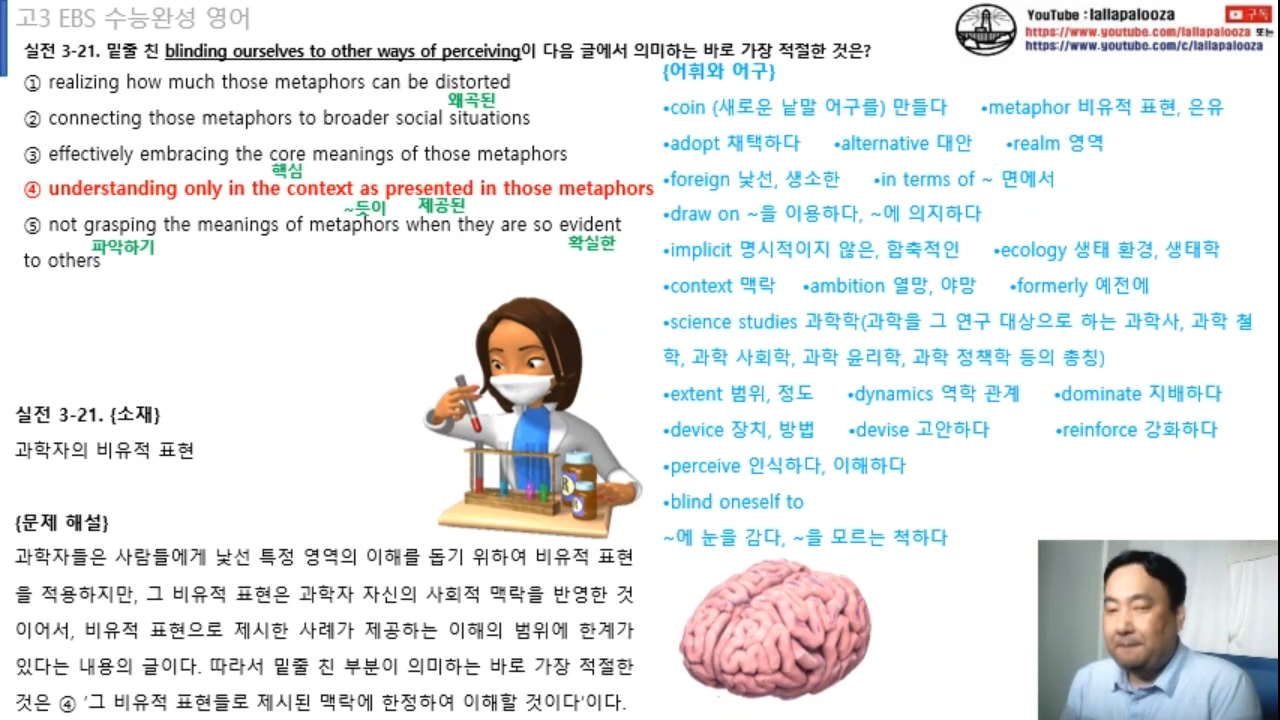 고3 EBS 수능완성 영어
YouTube : lallapalooza
구독
https://www.youtube.com/lallapalooza 또는
https://www.youtube.com/c/lallapalooza
실전 3-21. 밑줄 친 blinding ourselves to other ways of perceiving이 다음 글에서 의미하는 바로 가장 적절한 것은?
① realizing how much those metaphors can be distorted
왜곡된
② connecting those metaphors to broader social situations
③ effectively embracing the core meanings of those metaphors
핵심
④ understanding only in the context as presented in those metaphors
~듯이 제공된
⑤ not grasping the meanings of metaphors when they are so evident
파악하기 확실한
to others
실전 3-21. {소재}
과학자의 비유적 표현
{문제 해설}
과학자들은 사람들에게 낯선 특정 영역의 이해를 돕기 위하여 비유적 표현
을 적용하지만, 그 비유적 표현은 과학자 자신의 사회적 맥락을 반영한 것
이어서, 비유적 표현으로 제시한 사례가 제공하는 이해의 범위에 한계가
있다는 내용의 글이다. 따라서 밑줄 친 부분이 의미하는 바로 가장 적절한
것은 ④ ‘그 비유적 표현들로 제시된 맥락에 한정하여 이해할 것이다’이다.
{어휘와 어구}
•coin (새로운 낱말 어구를) 만들다 •metaphor 비유적 표현, 은유
•adopt 채택하다 •alternative 대안 •realm 영역
•foreign 낯선, 생소한 •in terms of ~ 면에서
•draw on ~을 이용하다, ~에 의지하다
•implicit 명시적이지 않은, 함축적인 •ecology 생태 환경, 생태학
•context 맥락 •ambition 열망, 야망 •formerly 예전에
•science studies 과학학(과학을 그 연구 대상으로 하는 과학사, 과학 철
학, 과학 사회학, 과학 윤리학, 과학 정책학 등의 총칭)
•extent 범위, 정도 •dynamics 역학 관계 •dominate 지배하다
•device 장치, 방법 •devise 고안하다 •reinforce 강화하다
•perceive 인식하다, 이해하다
•blind oneself to
~에 눈을 감다, ~을 모르는 척하다